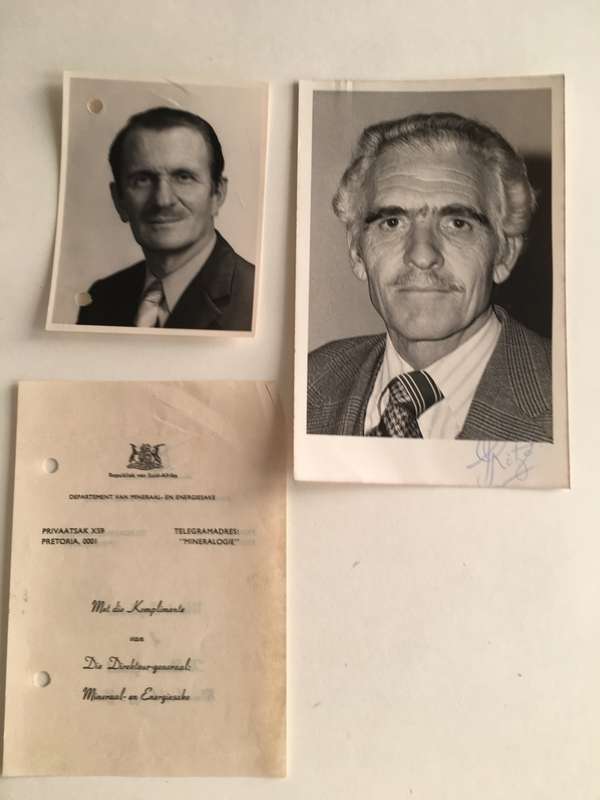 Republiek van Suid-Afrika
DEPARTEMENT VAN MINERAAL- EN ENERGIESAKE
PRIVAATSAK X59 TELEGRAMADRES:
PRETORIA, 0001 "MINERALOGIE"
Met die Komplimente
van
Die Direkteur-generaal:
Mineraal- en Energiesake